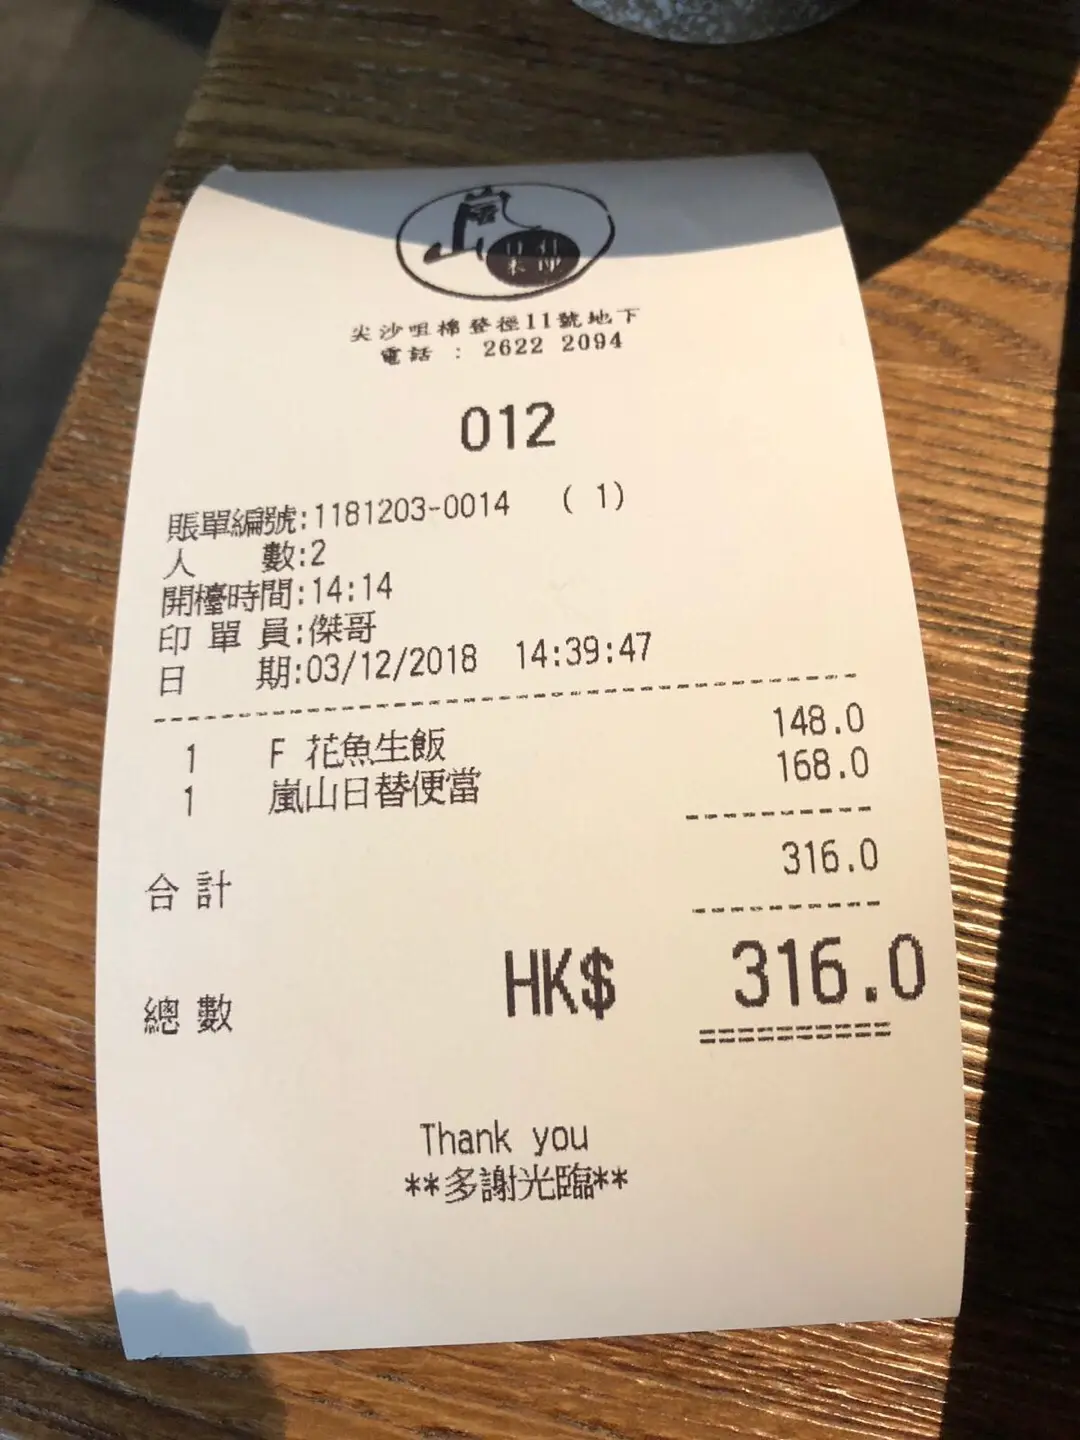 嵐
尖沙咀棉登徑11號地下
電話 : 2622 2094
012
賬單編號:1181203-0014 ( 1)
人 數:2
開檯時間:14:14
印 單 員:傑哥
日 期:03/12/2018 14:39:47
1 F 花魚生飯 148.0
1 嵐山日替便當 168.0
316.0
合 計
總 數 HK$ 316.0
Thank you
**多謝光臨**